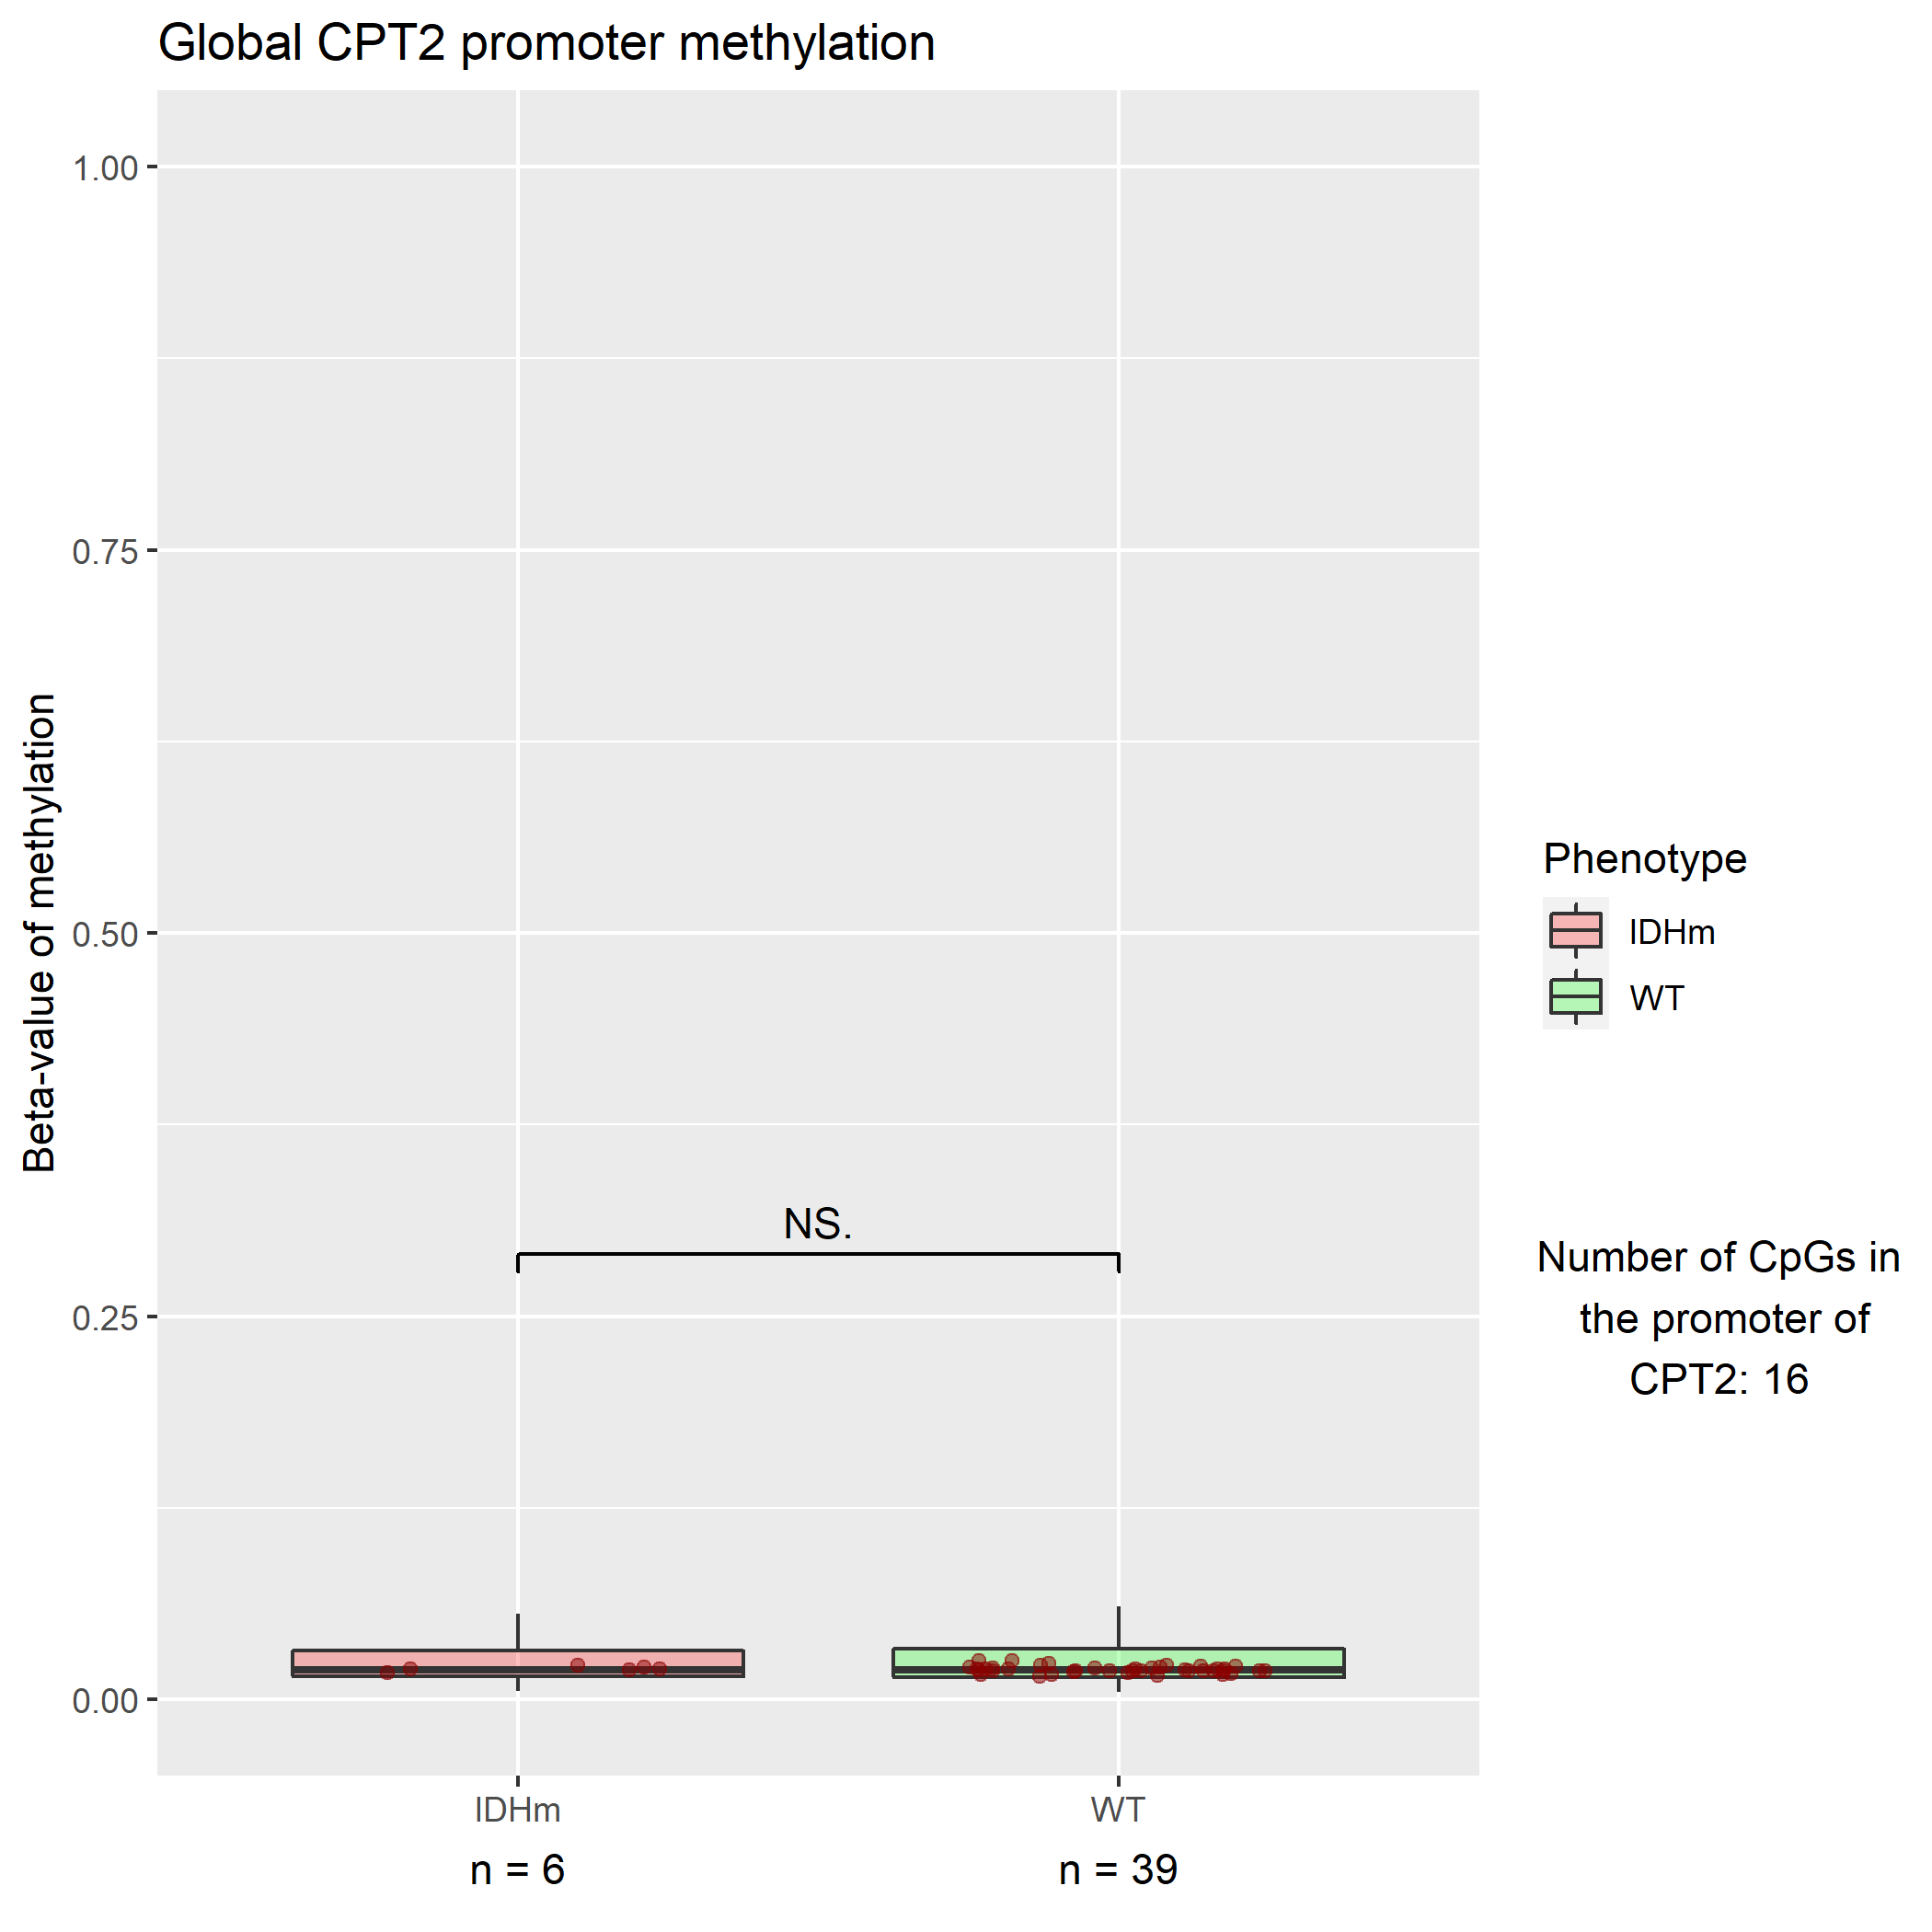 Global CPT2 promoter methylation
1.00
0.75
0.50
0.25
0.00
Beta-value of methylation
NS.
IDHm
WT
n = 6
n = 39
Phenotype
IDHm
WT
Number of CpGs in
the promoter of
CPT2: 16